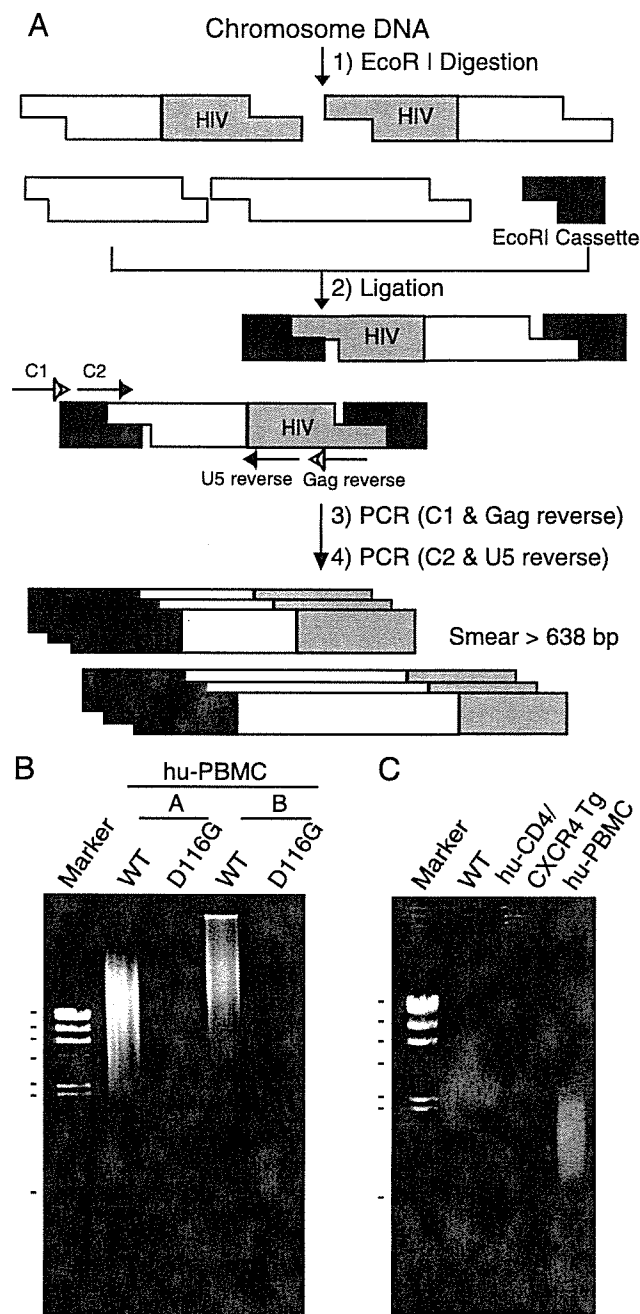 A
Chromosome DNA
1) EcoR I Digestion
HIV
HIV
EcoRI Cassette
2) Ligation
HIV
C1
C2
HIV
U5 reverse
Gag reverse
3) PCR (C1 & Gag reverse)
4) PCR (C2 & U5 reverse)
Smear > 638 bp
B
hu-PBMC
A
B
Marker
WT
D116G
WT
D116G
C
Marker
WT
hu-CD4/
CXCR4 Tg
hu-PBMC